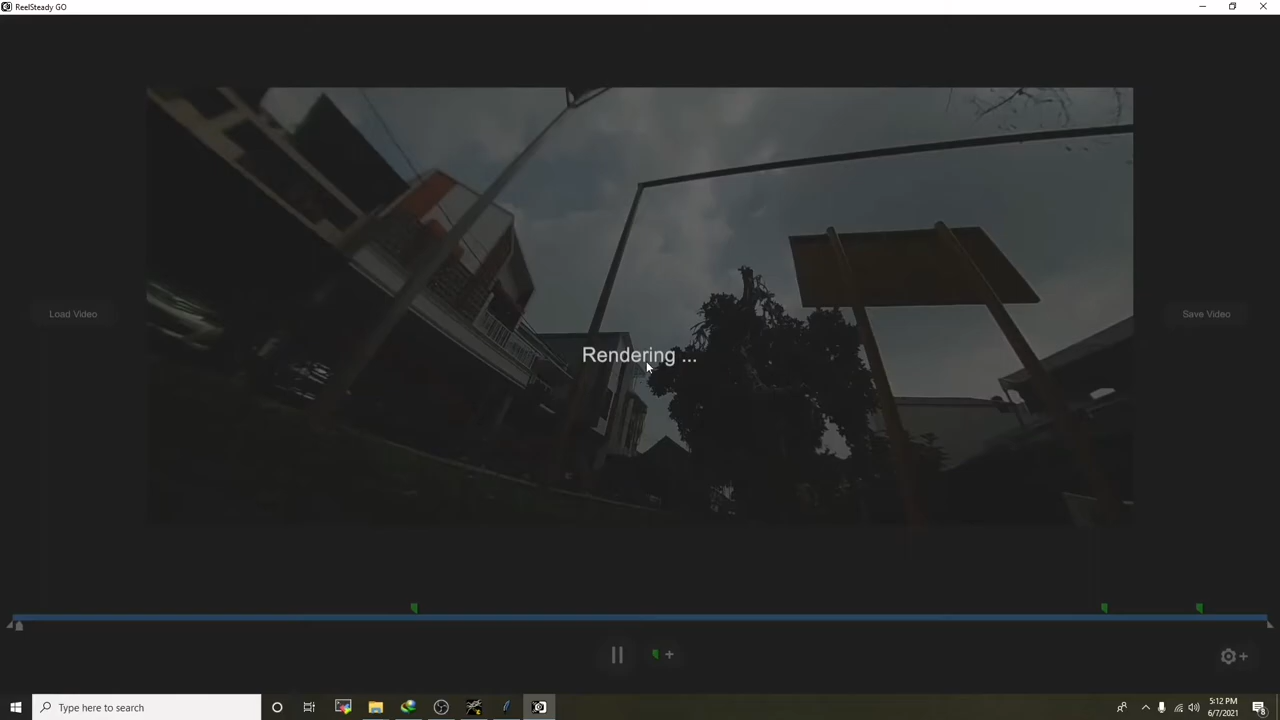 ReelSteady GO
Load Video
Rendering ...
Save Video
Type here to search
5:12 PM
6/7/2021